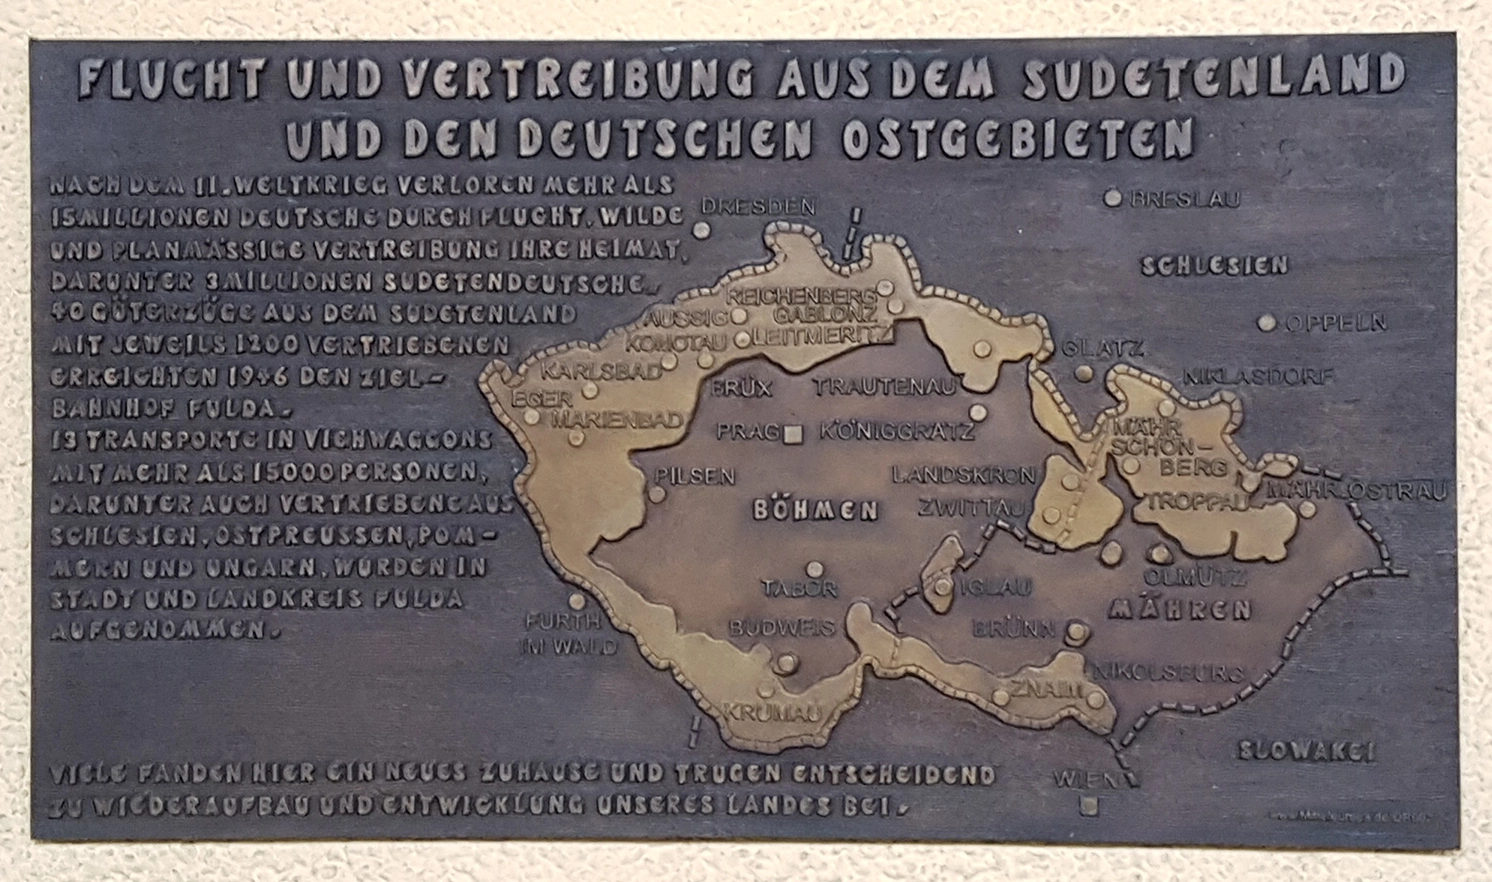 FLUCHT UND VERTREIBUNG AUS DEM SUDETENLAND
UND DEN DEUTSCHEN OSTGEBIETEN
NACH DEM II. WELTKRIEG VERLOREN MEHR ALS
15 MILLIONEN DEUTSCHE DURCH FLUCHT, WILDE
UND PLANMÄSSIGE VERTREIBUNG IHRE HEIMAT,
DARUNTER 3 MILLIONEN SUDETENDEUTSCHE.
40 GÜTERZÜGE AUS DEM SUDETENLAND
MIT JEWEILS 1200 VERTRIEBENEN
ERREICHTEN 1946 DEN ZIEL-
BAHNHOF FULDA.
13 TRANSPORTE IN VIEHWAGGONS
MIT MEHR ALS 15000 PERSONEN,
DARUNTER AUCH VERTRIEBENE AUS
SCHLESIEN, OSTPREUSSEN, POM-
MERN UND UNGARN, WURDEN IN
STADT UND LANDKREIS FULDA
AUFGENOMMEN.
DRESDEN
BRESLAU
SCHLESIEN
REICHENBERG
AUSSIG
GABLONZ
OPPELN
KOMOTAU
LEITMERITZ
GLATZ
KARLSBAD
BRÜX
TRAUTENAU
NIKLASDORF
EGER
MARIENBAD
PRAG
KÖNIGGRÄTZ
MÄHR
SCHÖN-
BERG
PILSEN
LANDSKRON
MÄHR.OSTRAU
BÖHMEN
ZWITTAU
TROPPAU
TABOR
IGLAU
OLMÜTZ
MÄHREN
FURTH
IM WALD
BUDWEIS
BRÜNN
NIKOLSBURG
KRUMAU
ZNAIM
SLOWAKEI
WIEN
VIELE FANDEN HIER EIN NEUES ZUHAUSE UND TRUGEN ENTSCHEIDEND
ZU WIEDERAUFBAU UND ENTWICKLUNG UNSERES LANDES BEI.